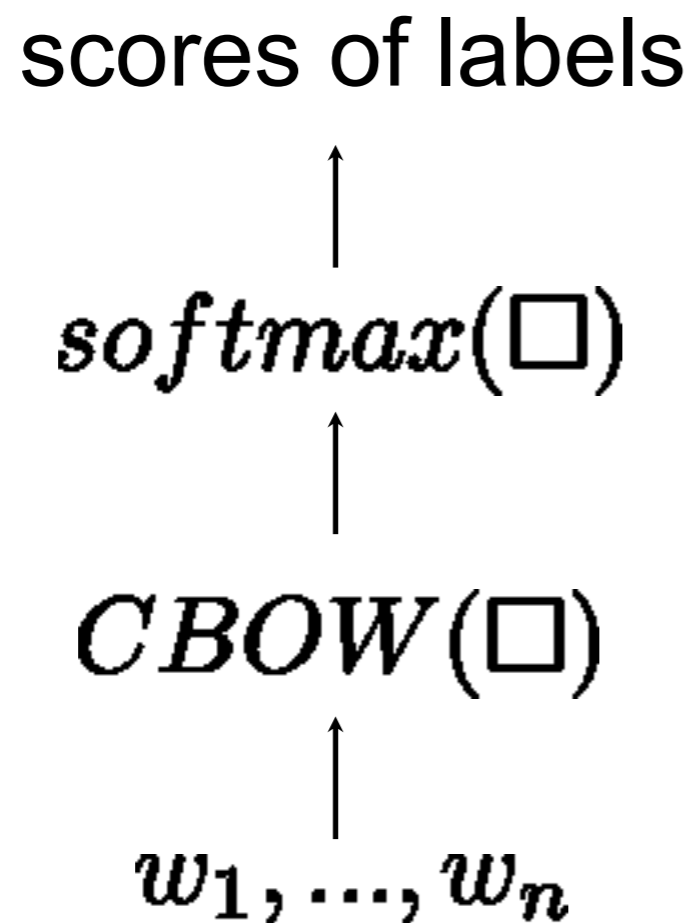 scores of labels
softmax(□)
CBOW(□)
w₁, ..., wₙ